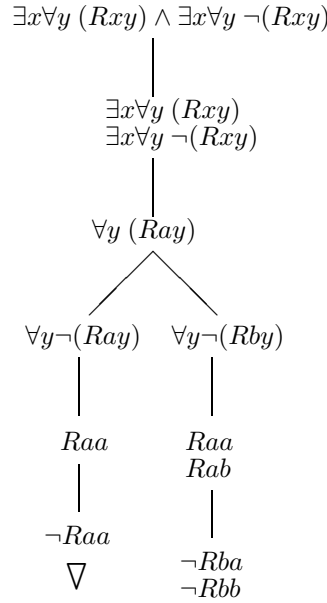 ∃x∀y (Rxy) ∧ ∃x∀y ¬(Rxy)
∃x∀y (Rxy)
∃x∀y ¬(Rxy)
∀y (Ray)
∀y¬(Ray) ∀y¬(Rby)
Raa Raa
Rab
¬Raa
∇ ¬Rba
¬Rbb